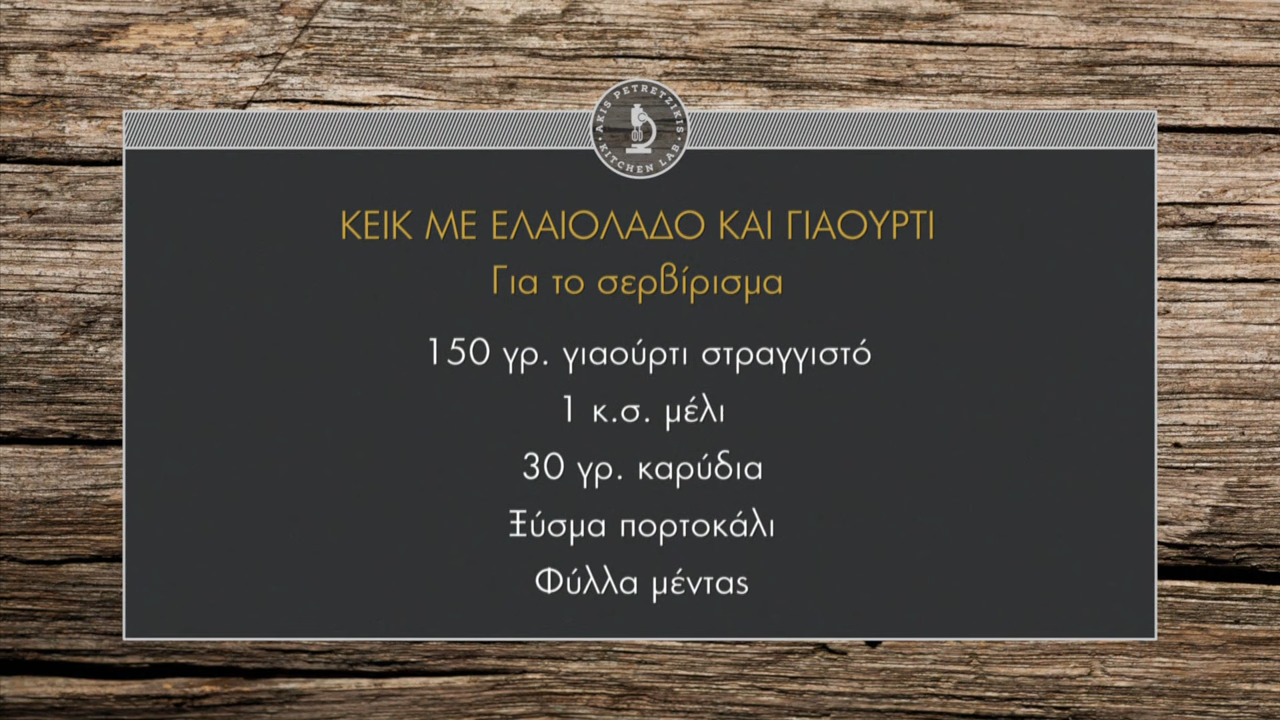 AKIS PETRETZIKIS
KITCHEN LAB
ΚΕΙΚ ΜΕ ΕΛΑΙΟΛΑΔΟ ΚΑΙ ΓΙΑΟΥΡΤΙ
Για το σερβίρισμα
150 γρ. γιαούρτι στραγγιστό
1 κ.σ. μέλι
30 γρ. καρύδια
Ξύσμα πορτοκάλι
Φύλλα μέντας